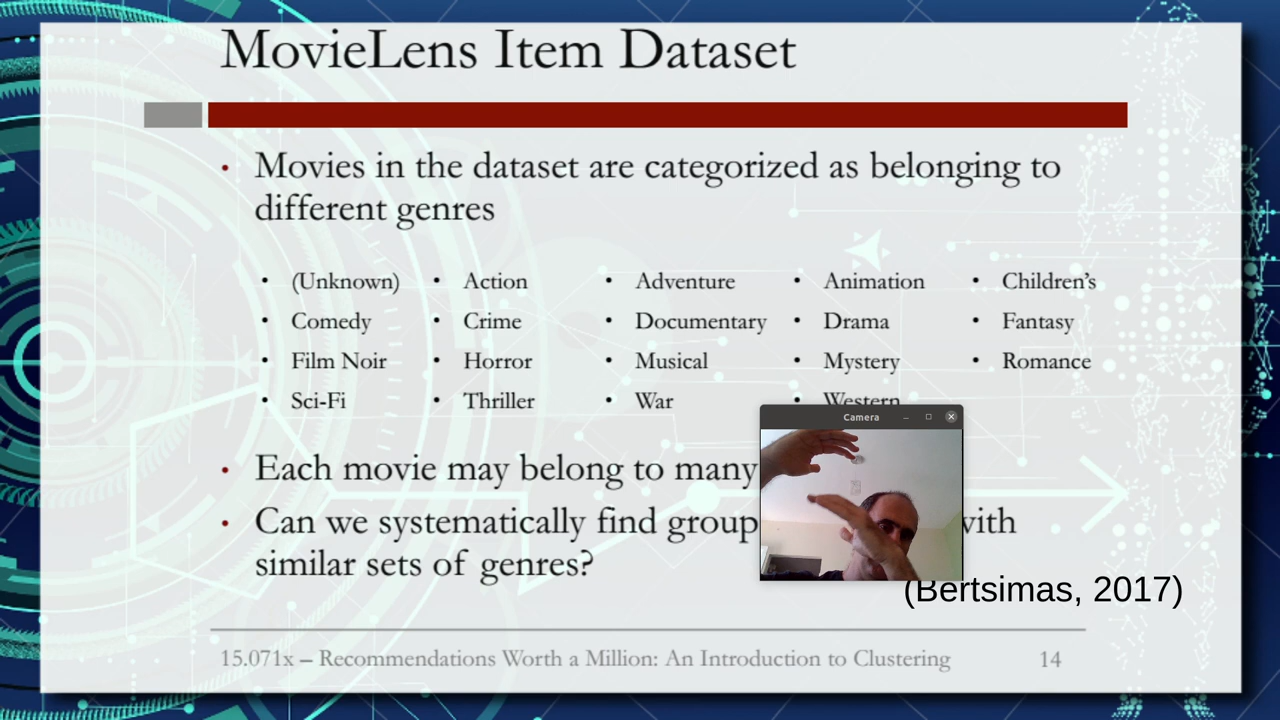 MovieLens Item Dataset
• Movies in the dataset are categorized as belonging to
different genres
• (Unknown) • Action • Adventure • Animation • Children's
• Comedy • Crime • Documentary • Drama • Fantasy
• Film Noir • Horror • Musical • Mystery • Romance
• Sci-Fi • Thriller • War • Western
Camera
• Each movie may belong to many
• Can we systematically find group with
similar sets of genres?
(Bertsimas, 2017)
15.071x – Recommendations Worth a Million: An Introduction to Clustering 14